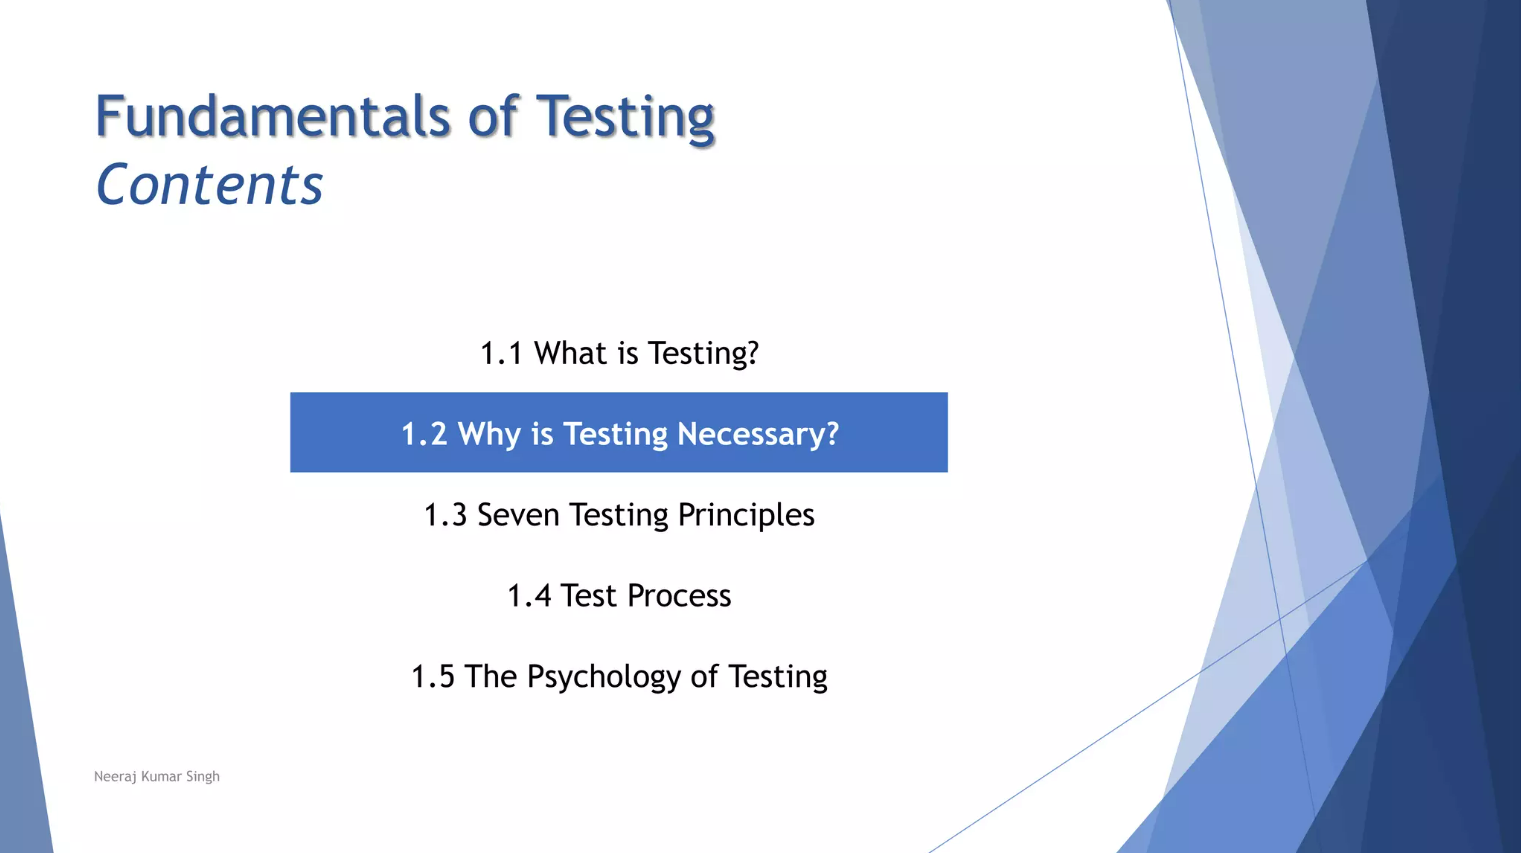 Fundamentals of Testing
Contents
1.1 What is Testing?
1.2 Why is Testing Necessary?
1.3 Seven Testing Principles
1.4 Test Process
1.5 The Psychology of Testing
Neeraj Kumar Singh